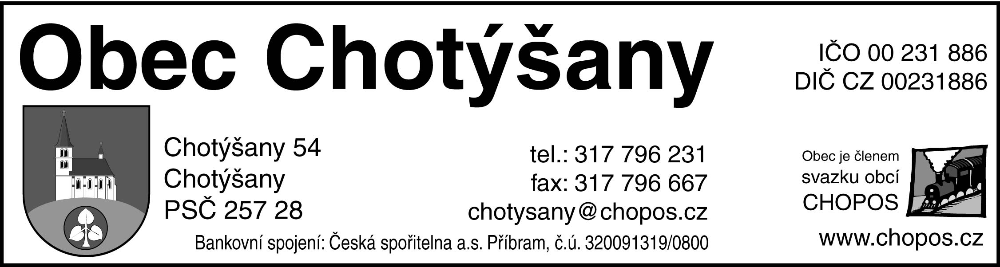 Obec Chotýšany
IČO 00 231 886
DIČ CZ 00231886
Chotýšany 54
Chotýšany
PSČ 257 28
tel.: 317 796 231
fax: 317 796 667
chotysany@chopos.cz
Bankovní spojení: Česká spořitelna a.s. Příbram, č.ú. 320091319/0800
Obec je členem
svazku obcí
CHOPOS
www.chopos.cz